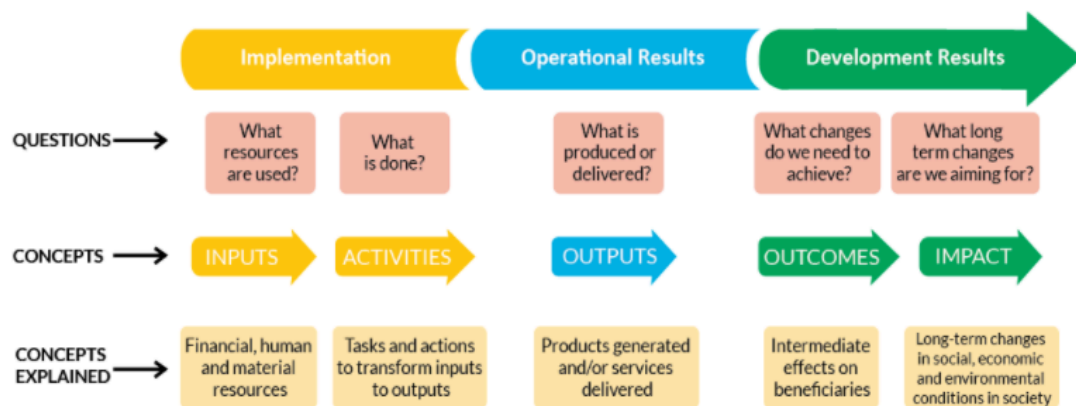 Implementation
Operational Results
Development Results
QUESTIONS
What
resources
are used?
What
is done?
What is
produced or
delivered?
What changes
do we need to
achieve?
What long
term changes
are we aiming for?
CONCEPTS
INPUTS
ACTIVITIES
OUTPUTS
OUTCOMES
IMPACT
CONCEPTS
EXPLAINED
Financial, human
and material
resources
Tasks and actions
to transform inputs
to outputs
Products generated
and/or services
delivered
Intermediate
effects on
beneficiaries
Long-term changes
in social, economic
and environmental
conditions in society